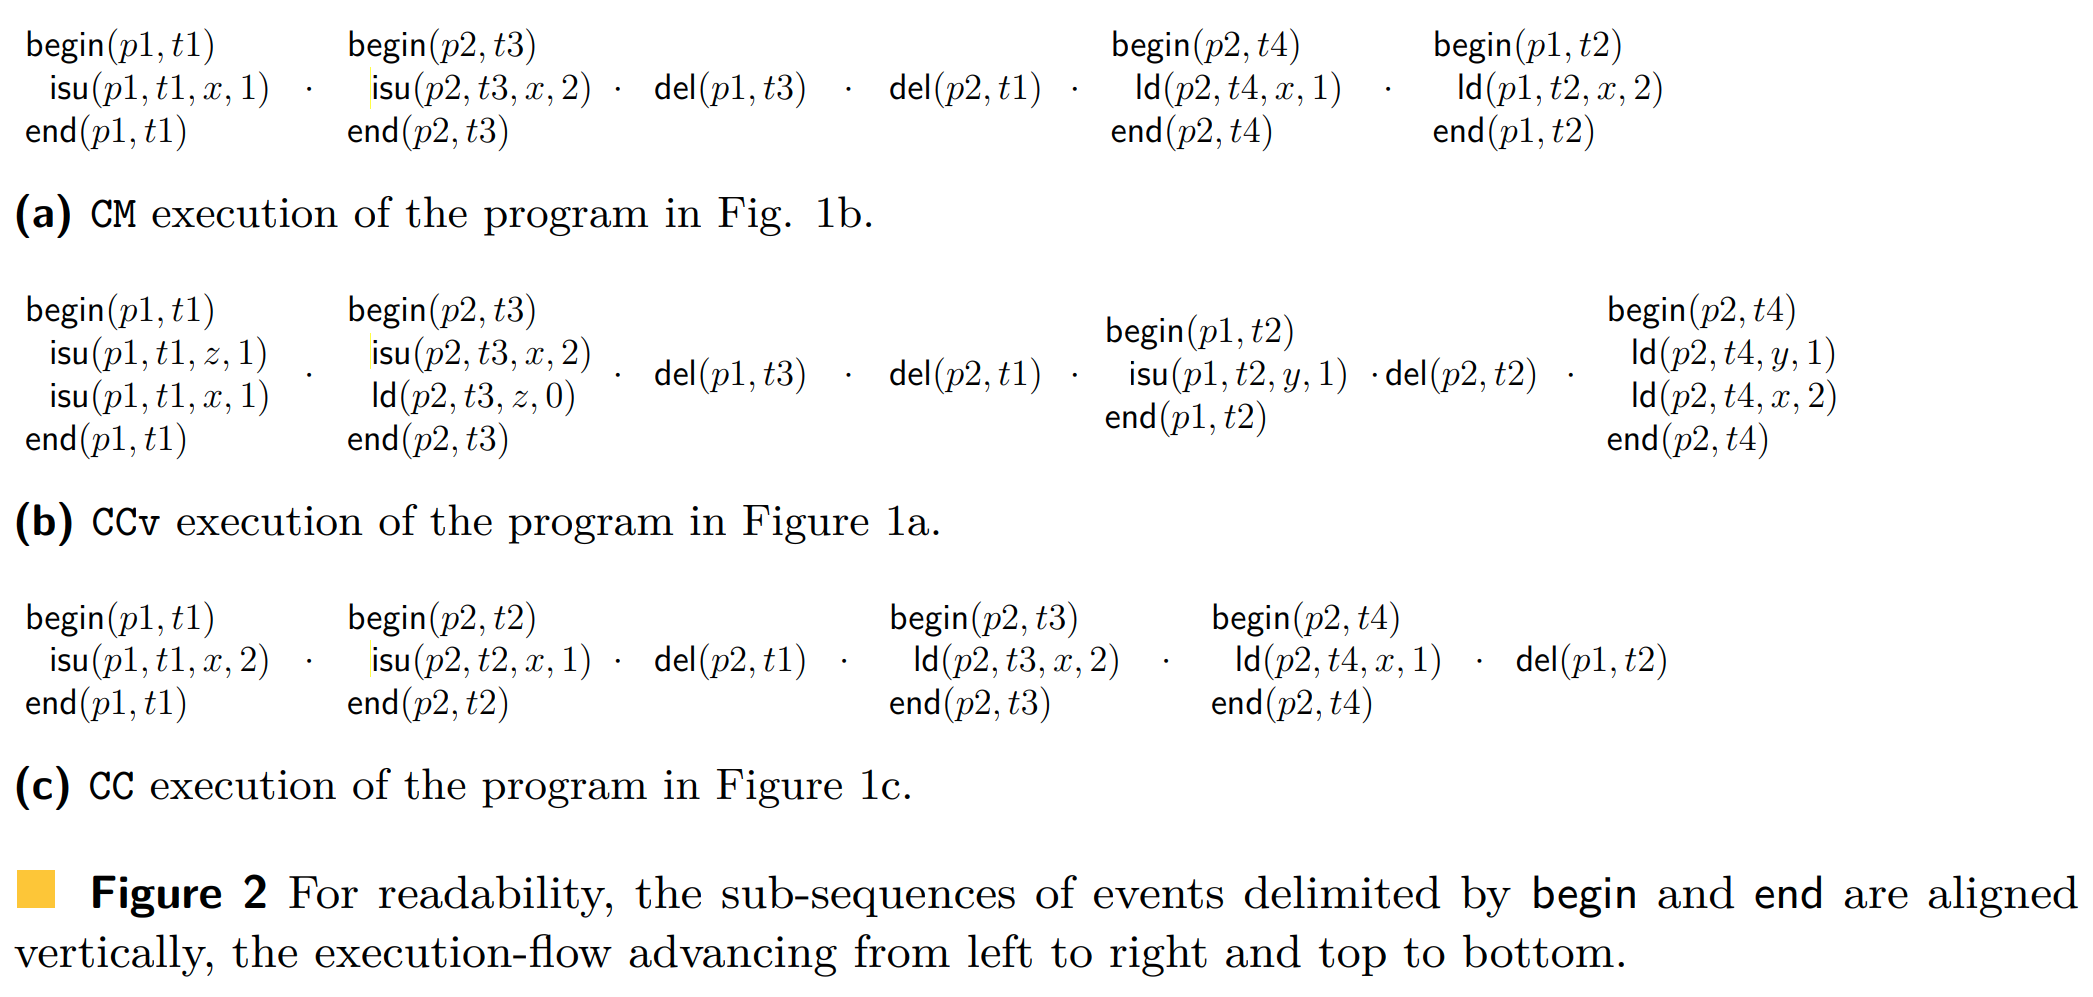 begin(p1, t1) begin(p2, t3) begin(p2, t4) begin(p1, t2)
isu(p1, t1, x, 1) · isu(p2, t3, x, 2) · del(p1, t3) · del(p2, t1) · ld(p2, t4, x, 1) · ld(p1, t2, x, 2)
end(p1, t1) end(p2, t3) end(p2, t4) end(p1, t2)
(a) CM execution of the program in Fig. 1b.
begin(p1, t1) begin(p2, t3) begin(p2, t4)
begin(p1, t2)
isu(p1, t1, z, 1) isu(p2, t3, x, 2) ld(p2, t4, y, 1)
· · del(p1, t3) · del(p2, t1) · isu(p1, t2, y, 1) · del(p2, t2) ·
isu(p1, t1, x, 1) ld(p2, t3, z, 0) ld(p2, t4, x, 2)
end(p1, t2)
end(p1, t1) end(p2, t3) end(p2, t4)
(b) CCv execution of the program in Figure 1a.
begin(p1, t1) begin(p2, t2) begin(p2, t3) begin(p2, t4)
isu(p1, t1, x, 2) · isu(p2, t2, x, 1) · del(p2, t1) · ld(p2, t3, x, 2) · ld(p2, t4, x, 1) · del(p1, t2)
end(p1, t1) end(p2, t2) end(p2, t3) end(p2, t4)
(c) CC execution of the program in Figure 1c.
Figure 2 For readability, the sub-sequences of events delimited by begin and end are aligned
vertically, the execution-flow advancing from left to right and top to bottom.